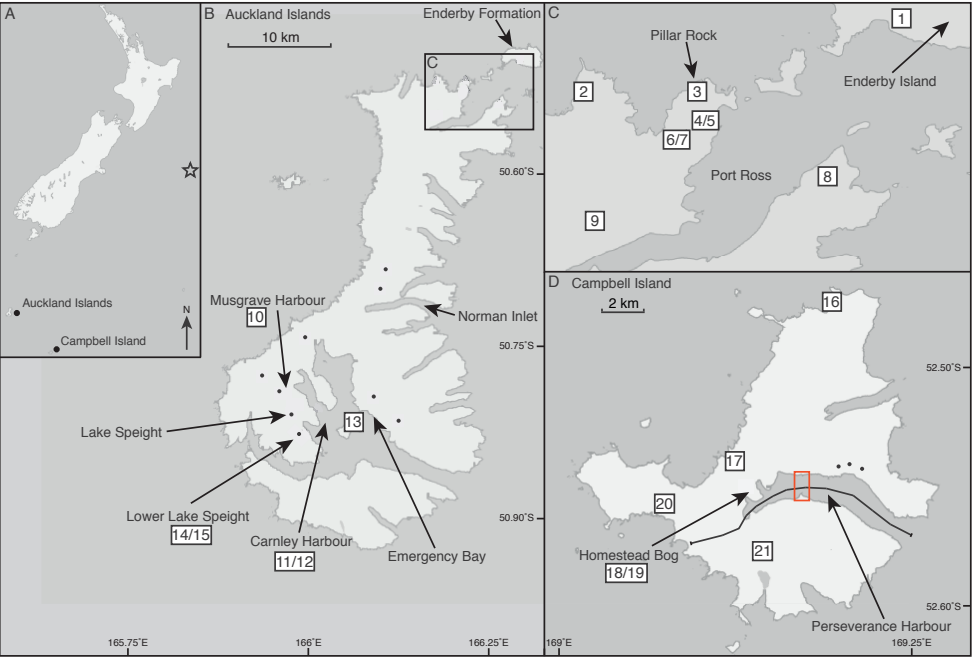 A
N
Auckland Islands
Campbell Island
B
Auckland Islands
10 km
Enderby Formation
C
50.60°S
Musgrave Harbour
10
Norman Inlet
50.75°S
13
Lake Speight
Lower Lake Speight
14/15
Carnley Harbour
11/12
Emergency Bay
50.90°S
165.75°E
166°E
166.25°E
C
1
Pillar Rock
Enderby Island
2
3
4/5
6/7
Port Ross
8
9
D
Campbell Island
2 km
16
52.50°S
17
20
Homestead Bog
18/19
21
Perseverance Harbour
52.60°S
169°E
169.25°E